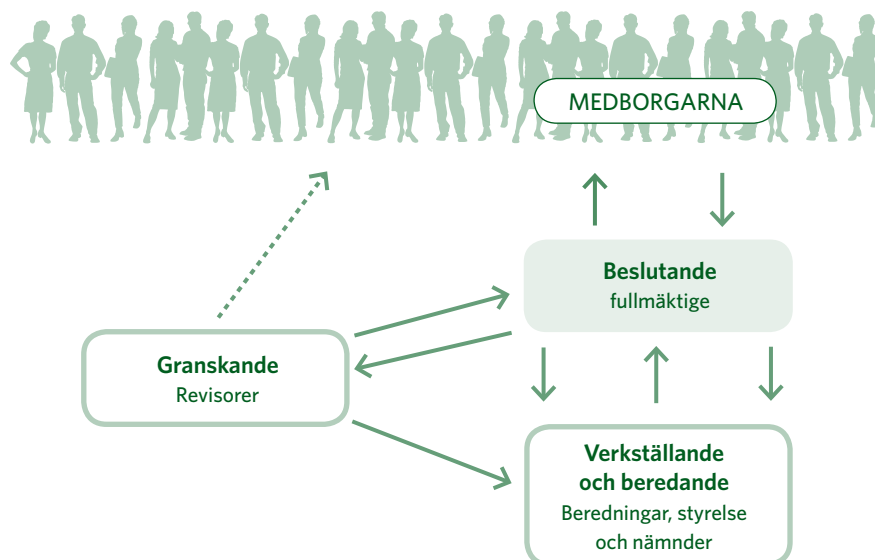 MEDBORGARNA
Beslutande
fullmäktige
Granskande
Revisorer
Verkställande
och beredande
Beredningar, styrelse
och nämnder